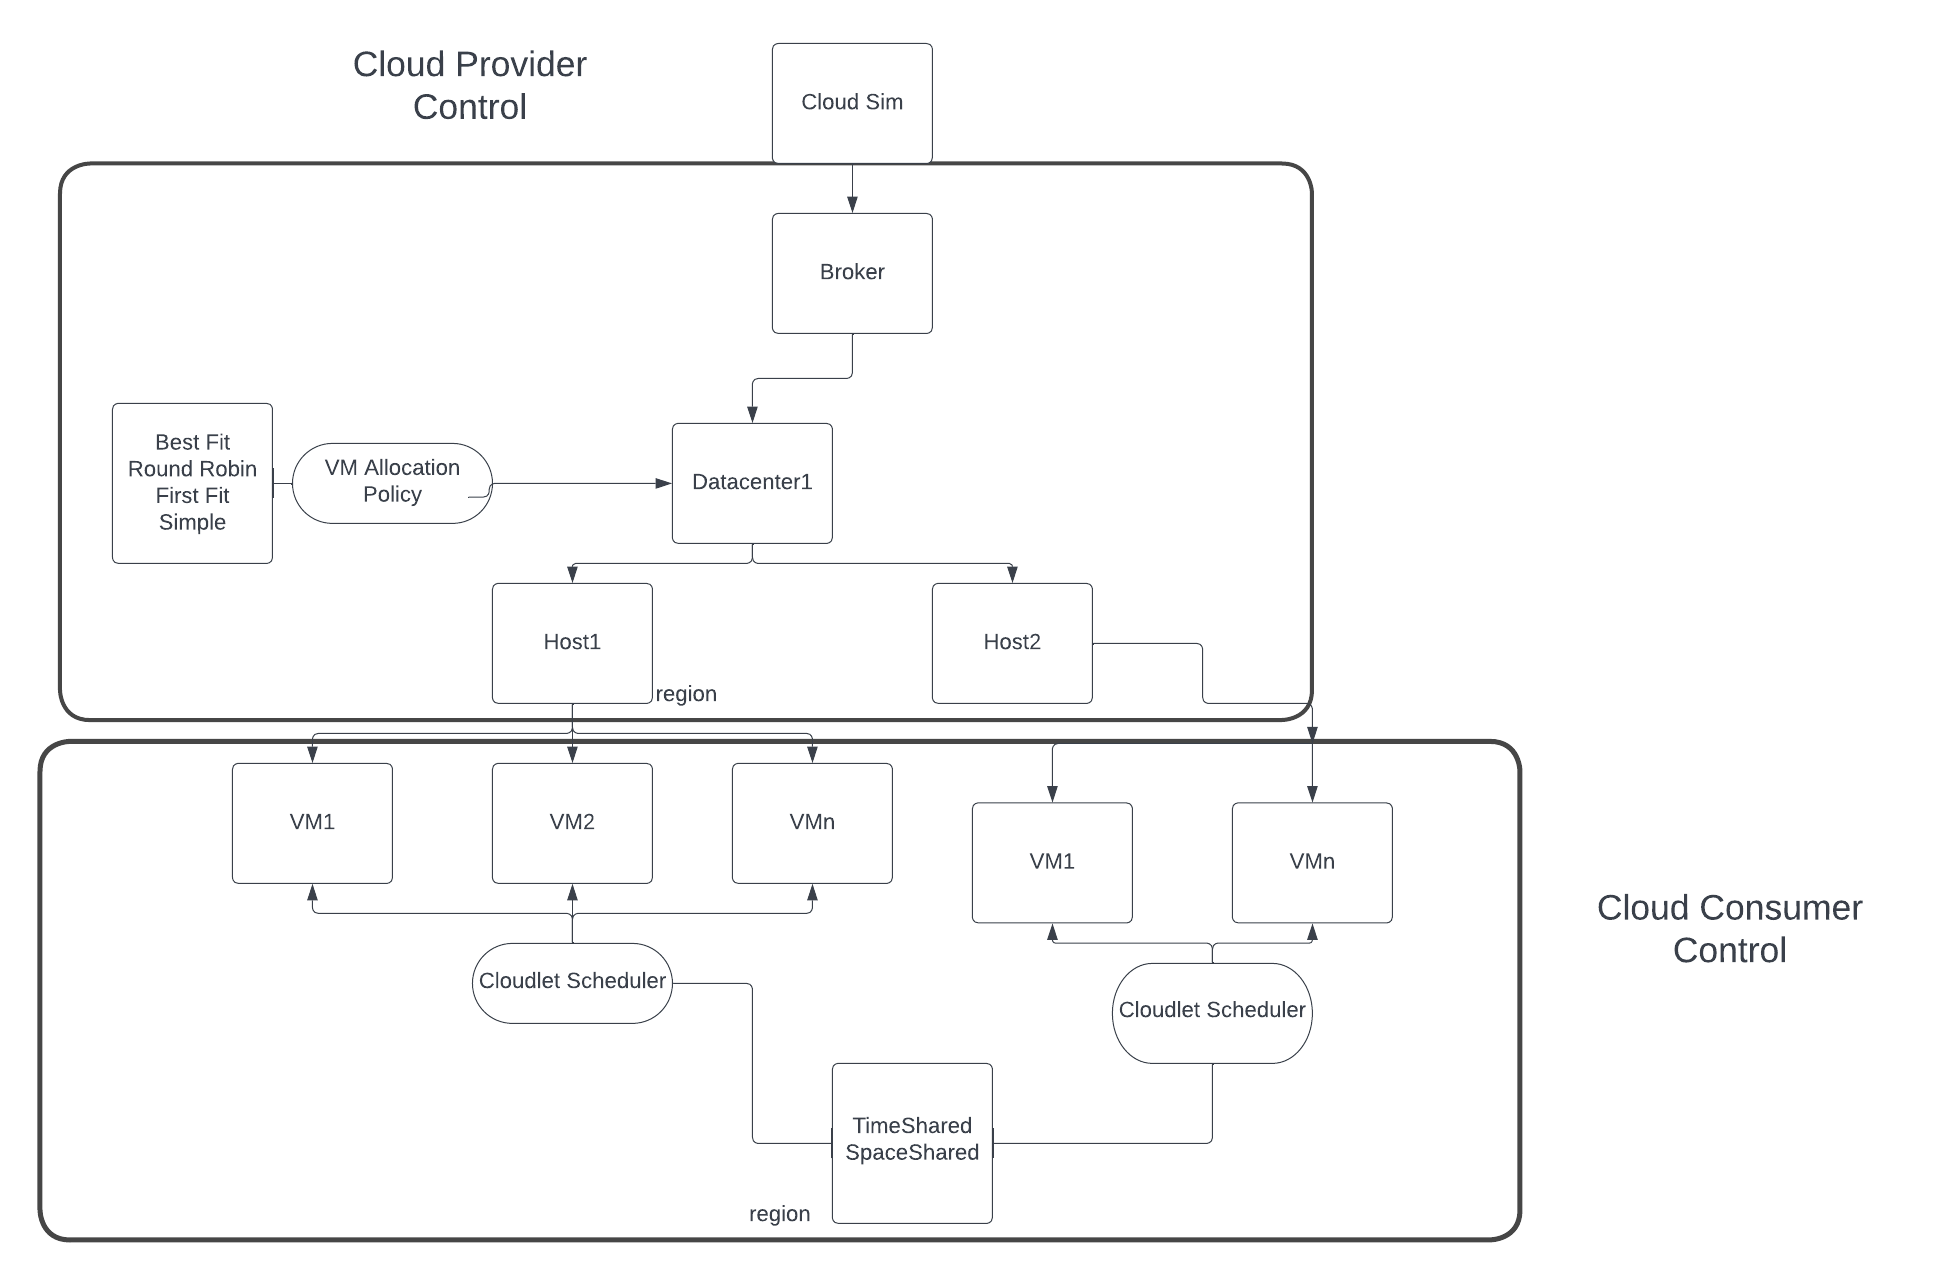 Cloud Provider
Control
Cloud Sim
Broker
Best Fit
Round Robin
First Fit
Simple
VM Allocation
Policy
Datacenter1
Host1
Host2
region
VM1
VM2
VMn
VM1
VMn
Cloud Consumer
Control
Cloudlet Scheduler
Cloudlet Scheduler
TimeShared
SpaceShared
region